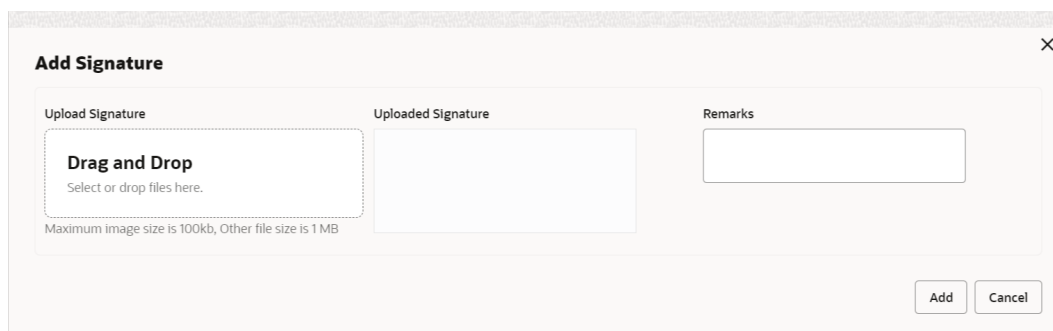 Add Signature
Upload Signature
Uploaded Signature
Remarks
Drag and Drop
Select or drop files here.
Maximum image size is 100kb, Other file size is 1 MB
Add
Cancel